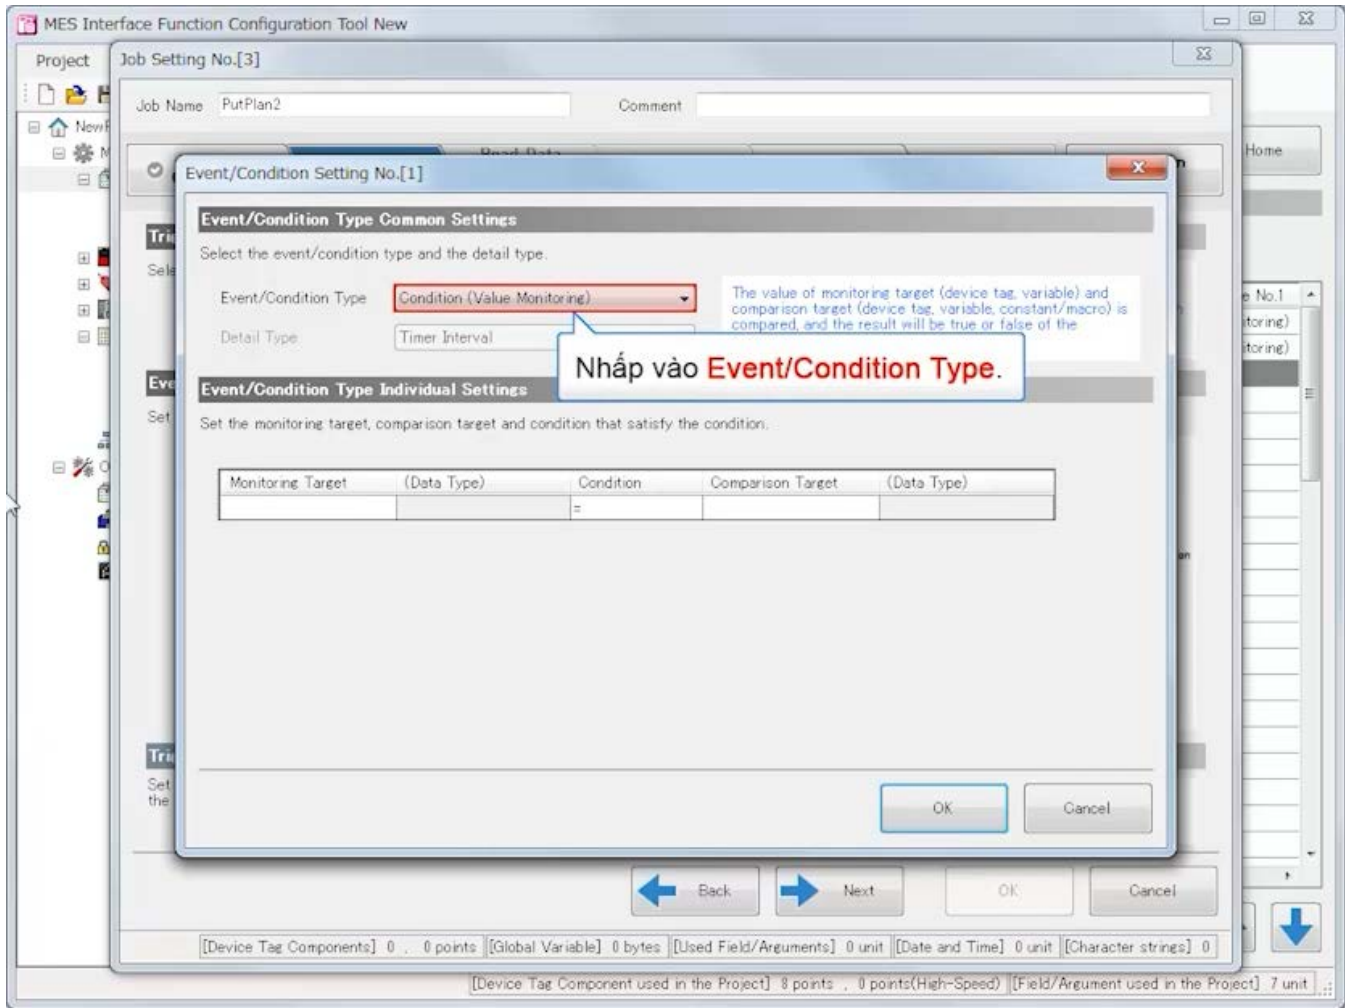 MES Interface Function Configuration Tool New
Project
Job Setting No.[3]
Job Name PutPlan2 Comment
Home
Event/Condition Setting No.[1]
Event/Condition Type Common Settings
Select the event/condition type and the detail type.
Event/Condition Type Condition (Value Monitoring)
The value of monitoring target (device tag, variable) and
comparison target (device tag, variable, constant/macro) is
compared, and the result will be true or false of the
Detail Type Timer Interval
Nhấp vào Event/Condition Type.
Event/Condition Type Individual Settings
Set the monitoring target, comparison target and condition that satisfy the condition.
Monitoring Target (Data Type) Condition Comparison Target (Data Type)
=
OK Cancel
Set
the
Back Next OK Cancel
[Device Tag Components] 0 , 0 points [Global Variable] 0 bytes [Used Field/Arguments] 0 unit [Date and Time] 0 unit [Character strings] 0
[Device Tag Component used in the Project] 8 points , 0 points(High-Speed) [Field/Argument used in the Project] 7 unit